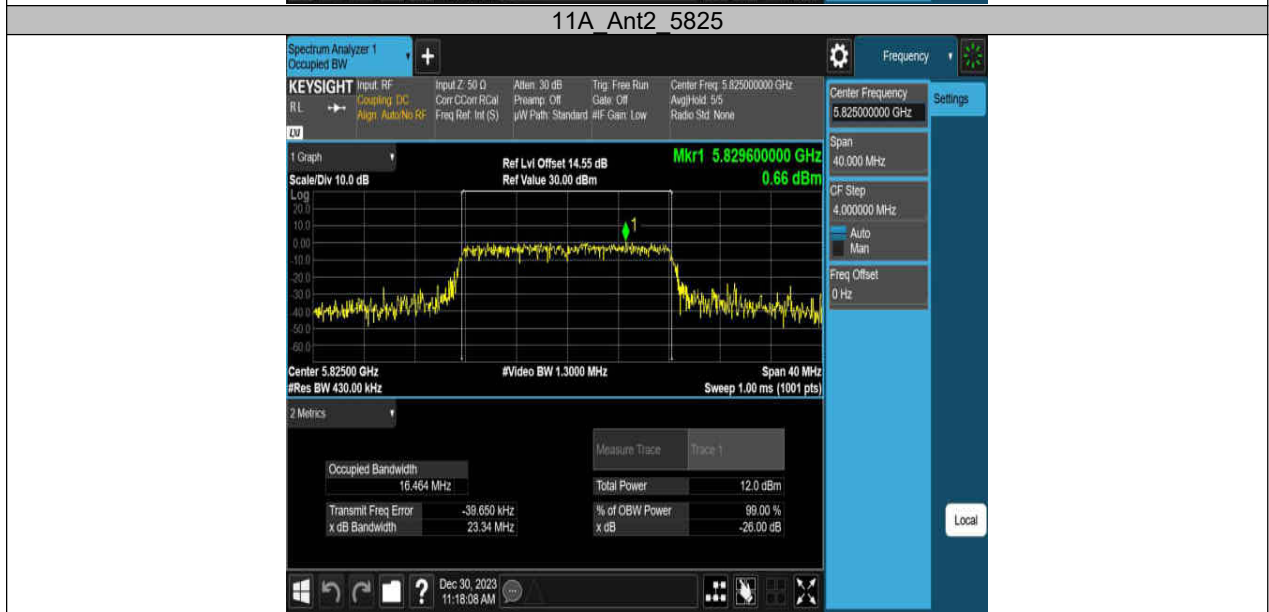 11A_Ant2_5825
Spectrum Analyzer 1
Occupied BW
+
Frequency
KEYSIGHT
RL
LXI
Input: RF
Coupling: DC
Align: Auto/No RF
Input Z: 50 Ω
Corr CCorr RCal
Freq Ref: Int (S)
Atten: 30 dB
Preamp: Off
µW Path: Standard
Trig: Free Run
Gate: Off
#IF Gain: Low
Center Freq: 5.825000000 GHz
Avg|Hold: 5/5
Radio Std: None
Center Frequency
5.825000000 GHz
Settings
Span
40.000 MHz
CF Step
4.000000 MHz
Auto
Man
Freq Offset
0 Hz
1 Graph
Scale/Div 10.0 dB
Ref Lvl Offset 14.55 dB
Ref Value 30.00 dBm
Mkr1 5.829600000 GHz
0.66 dBm
Log
20.0
10.0
0.00
-10.0
-20.0
-30.0
-40.0
-50.0
-60.0
1
Center 5.82500 GHz
#Res BW 430.00 kHz
#Video BW 1.3000 MHz
Span 40 MHz
Sweep 1.00 ms (1001 pts)
2 Metrics
Measure Trace Trace 1
Occupied Bandwidth
16.464 MHz
Total Power 12.0 dBm
Transmit Freq Error -39.650 kHz
% of OBW Power 99.00 %
x dB Bandwidth 23.34 MHz
x dB -26.00 dB
Local
?
Dec 30, 2023
11:18:08 AM